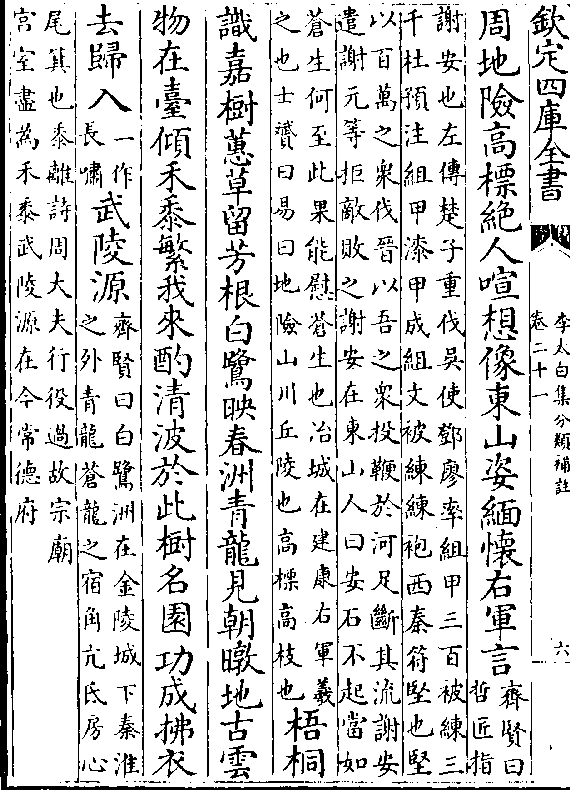 欽定四庫全書
李太白集分類補註
卷二十一
六
周地險高標絕人喧想像東山姿緬懷右軍言齊賢曰
哲匠指
謝安也左傳楚子重伐吳使鄧廖率組甲三百被練三
千杜預注組甲漆甲成組文被練練袍西秦苻堅也堅
以百萬之衆伐晉以吾之衆投鞭於河足斷其流謝安
遣謝元等拒敵敗之謝安在東山人曰安石不起當如
蒼生何至此果能慰蒼生也冶城在建康右軍羲
之也士贇曰易曰地險山川丘陵也高標高枝也
梧桐
識嘉樹蕙草留芳根白鷺映春洲青龍見朝暾地古雲
物在臺傾禾黍繁我來酌清波於此樹名園功成拂衣
去歸入一作
長嘯武陵源齊賢曰白鷺洲在金陵城下秦淮
之外青龍蒼龍之宿角亢氐房心
尾箕也黍離詩周大夫行役過故宗廟
宮室盡為禾黍武陵源在今常德府